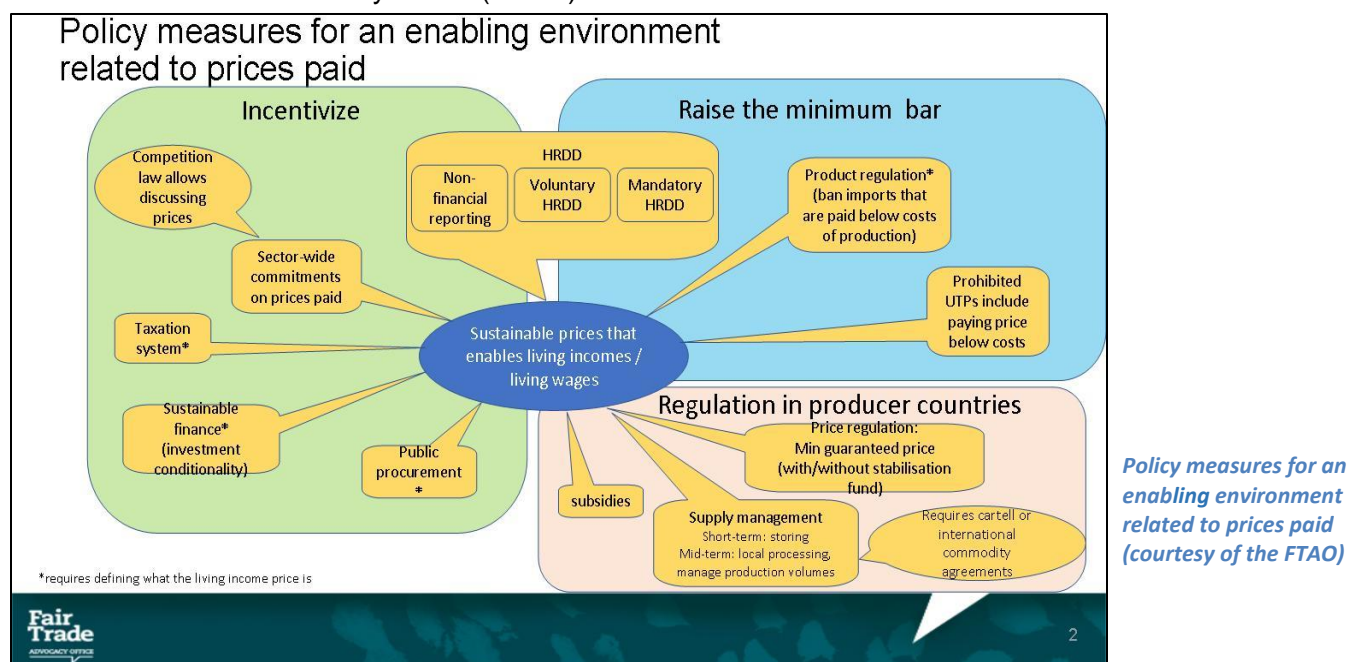 Policy measures for an enabling environment
related to prices paid
Incentivize
Competition
law allows
discussing
prices
Sector-wide
commitments
on prices paid
Taxation
system*
Sustainable
finance*
(investment
conditionality)
Public
procurement
*
HRDD
Non-
financial
reporting
Voluntary
HRDD
Mandatory
HRDD
Raise the minimum bar
Product regulation*
(ban imports that
are paid below costs
of production)
Prohibited
UTPs include
paying price
below costs
Sustainable prices that
enables living incomes /
living wages
Regulation in producer countries
Price regulation:
Min guaranteed price
(with/without stabilisation
fund)
subsidies
Supply management
Short-term: storing
Mid-term: local processing,
manage production volumes
Requires cartell or
international
commodity
agreements
*requires defining what the living income price is
Fair
Trade
ADVOCACY OFFICE
2
Policy measures for an
enabling environment
related to prices paid
(courtesy of the FTAO)